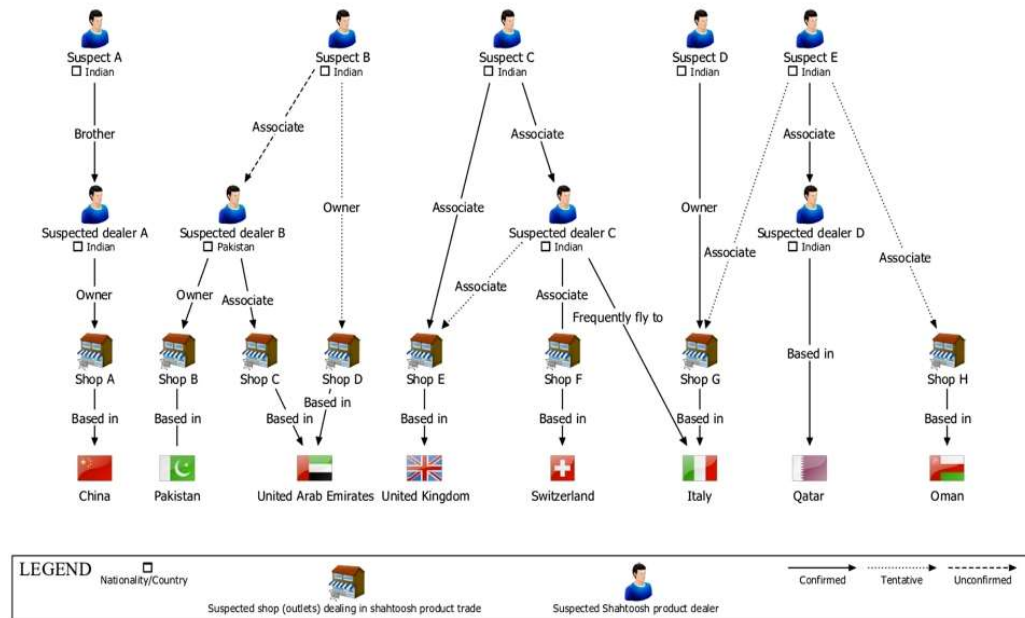 Suspect A
Indian
Suspect B
Indian
Suspect C
Indian
Suspect D
Indian
Suspect E
Indian
Brother
Associate
Associate
Associate
Owner
Associate
Owner
Suspected dealer A
Indian
Suspected dealer B
Pakistan
Suspected dealer C
Indian
Suspected dealer D
Indian
Associate
Associate
Owner
Owner
Associate
Associate
Associate
Frequently fly to
Based in
Shop A
Shop B
Shop C
Shop D
Shop E
Shop F
Shop G
Shop H
Based in
Based in
Based in
Based in
Based in
Based in
Based in
Based in
China
Pakistan
United Arab Emirates
United Kingdom
Switzerland
Italy
Qatar
Oman
LEGEND
Nationality/Country
Suspected shop (outlets) dealing in shahtoosh product trade
Suspected Shahtoosh product dealer
Confirmed
Tentative
Unconfirmed